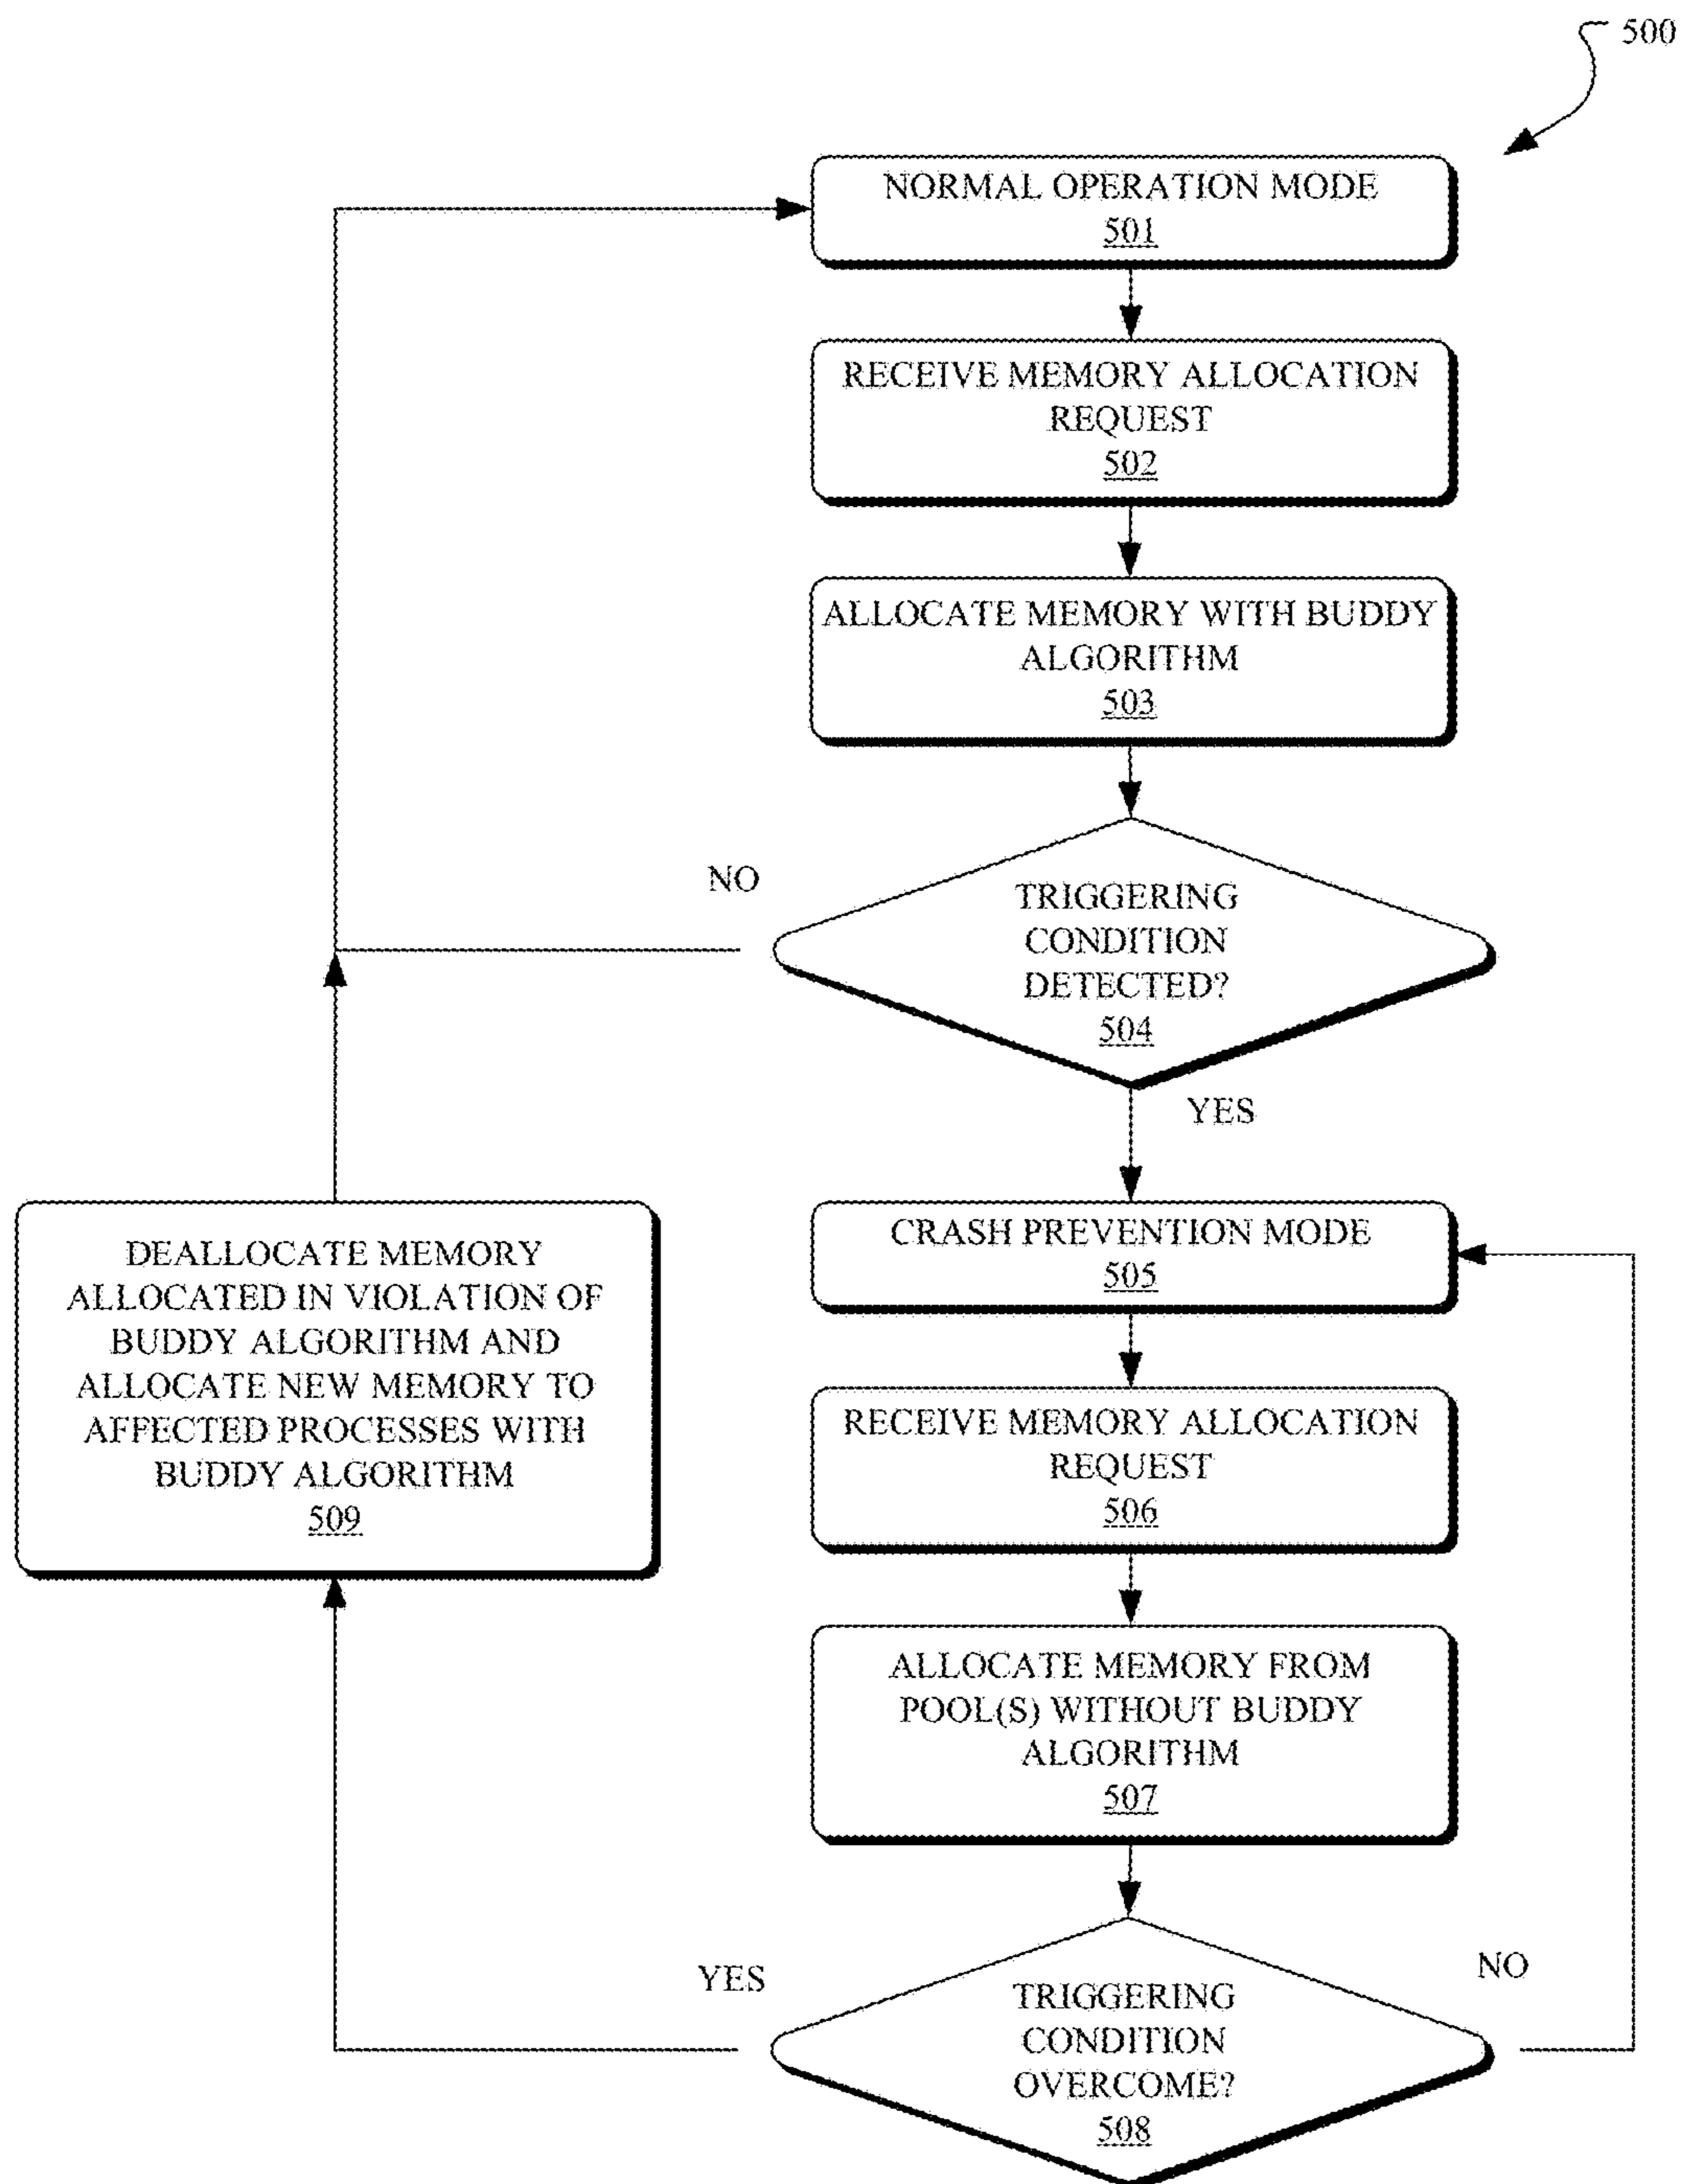 500
NORMAL OPERATION MODE
501
RECEIVE MEMORY ALLOCATION
REQUEST
502
ALLOCATE MEMORY WITH BUDDY
ALGORITHM
503
NO
TRIGGERING
CONDITION
DETECTED?
504
YES
CRASH PREVENTION MODE
505
DEALLOCATE MEMORY
ALLOCATED IN VIOLATION OF
BUDDY ALGORITHM AND
ALLOCATE NEW MEMORY TO
AFFECTED PROCESSES WITH
BUDDY ALGORITHM
509
RECEIVE MEMORY ALLOCATION
REQUEST
506
ALLOCATE MEMORY FROM
POOL(S) WITHOUT BUDDY
ALGORITHM
507
YES
NO
TRIGGERING
CONDITION
OVERCOME?
508